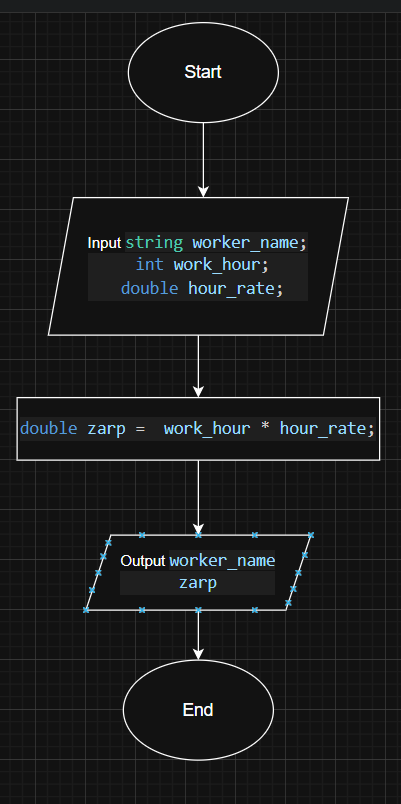 Start
Input string worker_name;
int work_hour;
double hour_rate;
double zarp =  work_hour * hour_rate;
Output worker_name
zarp
End